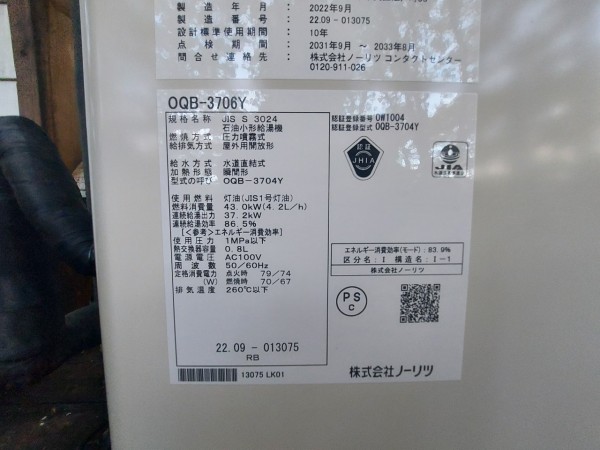 製造年月 2022年9月
製造番号 22.09 - 013075
設計標準使用期間 10年
点検期間 2031年9月 ～ 2033年8月
問合せ連絡先 株式会社ノーリツ コンタクトセンター
0120-911-026
OQB-3706Y
規格名称 JIS S 3024
石油小形給湯機
燃焼方式 圧力噴霧式
給排気方式 屋外用開放形
給水方式 水道直結式
加熱形態 瞬間形
型式の呼び OQB-3704Y
使用燃料 灯油(JIS1号灯油)
燃料消費量 43.0kW(4.2L/h)
連続給湯出力 37.2kW
連続給湯効率 86.5%
[<参考>エネルギー消費効率]
使用圧力 1MPa以下
熱交換器容量 0.8L
電源電圧 AC100V
周波数 50/60Hz
定格消費電力 点火時 79/74
(W) 燃焼時 70/67
排気温度 260℃以下
22.09 - 013075
RB
認証登録番号 OW1004
認証登録型式 OQB-3704Y
認証
JHIA
JIA
エネルギー消費効率(モード): 83.9%
区分名: I 構造名: I-1
株式会社ノーリツ
PS
C
13075 LK01
株式会社ノーリツ